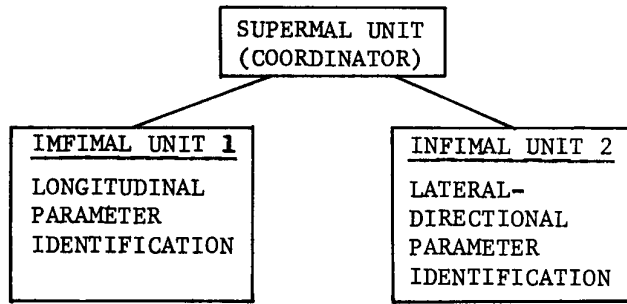 SUPERMAL UNIT
(COORDINATOR)
IMFIMAL UNIT 1
LONGITUDINAL
PARAMETER
IDENTIFICATION
INFIMAL UNIT 2
LATERAL-
DIRECTIONAL
PARAMETER
IDENTIFICATION